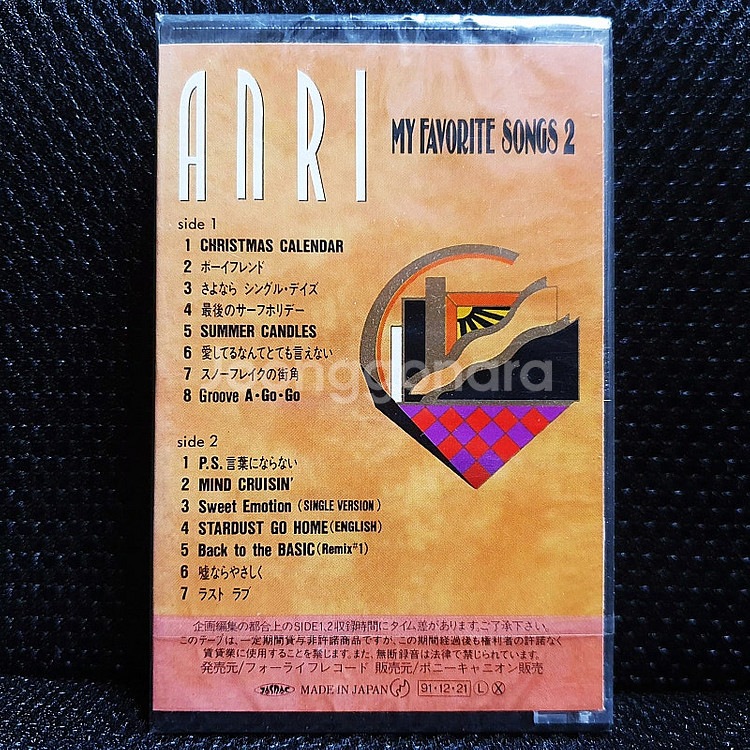 ANRI
MY FAVORITE SONGS 2
side 1
1 CHRISTMAS CALENDAR
2 ボーイフレンド
3 さよなら シングル・デイズ
4 最後のサーフホリデー
5 SUMMER CANDLES
6 愛してるなんてとても言えない
7 スノーフレイクの街角
8 Groove A・Go・Go
side 2
1 P.S.言葉にならない
2 MIND CRUISIN'
3 Sweet Emotion (SINGLE VERSION)
4 STARDUST GO HOME (ENGLISH)
5 Back to the BASIC (Remix#1)
6 嘘ならやさしく
7 ラスト ラブ
企画編集の都合上のSIDE1、2収録時間にタイム差があります。ご了承下さい。
このテープは、一定期間貸与非許諾商品ですが、この期間経過後も権利者の許諾なく
賃貸業に使用することを禁じます。また、無断録音は法律で禁じられています。
発売元/フォーライフレコード 販売元/ポニーキャニオン販売
JASRAC MADE IN JAPAN 91・12・21 L X